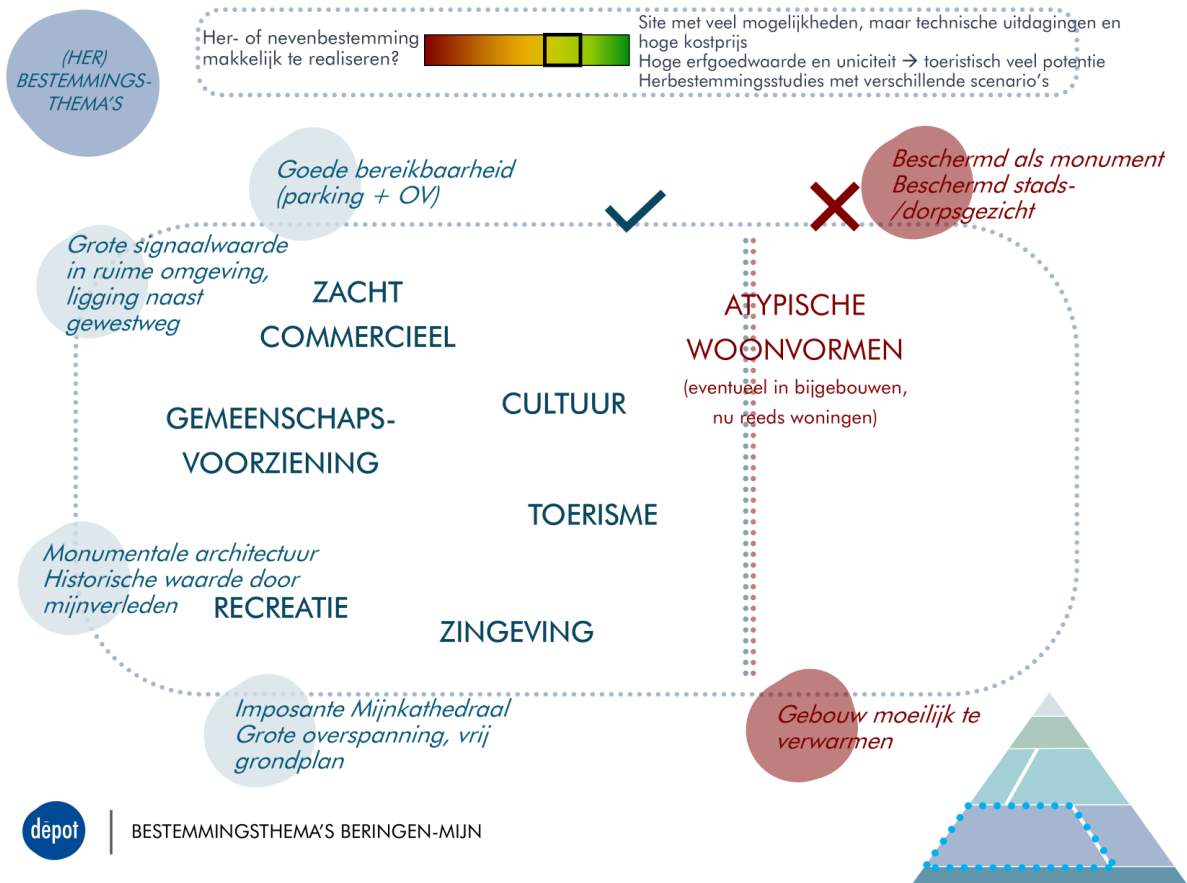 (HER)
BESTEMMINGS-
THEMA'S
Her- of nevenbestemming
makkelijk te realiseren?
Site met veel mogelijkheden, maar technische uitdagingen en
hoge kostprijs
Hoge erfgoedwaarde en uniciteit → toeristisch veel potentie
Herbestemmingsstudies met verschillende scenario's
Goede bereikbaarheid
(parking + OV)
Beschermd als monument
Beschermd stads-
/dorpsgezicht
Grote signaalwaarde
in ruime omgeving,
ligging naast
gewestweg
ZACHT
COMMERCIEEL
ATYPISCHE
WOONVORMEN
(eventueel in bijgebouwen,
nu reeds woningen)
CULTUUR
GEMEENSCHAPS-
VOORZIENING
TOERISME
Monumentale architectuur
Historische waarde door
mijnverleden
RECREATIE
ZINGEVING
Imposante Mijnkathedraal
Grote overspanning, vrij
grondplan
Gebouw moeilijk te
verwarmen
dēpot
BESTEMMINGSTHEMA'S BERINGEN-MIJN